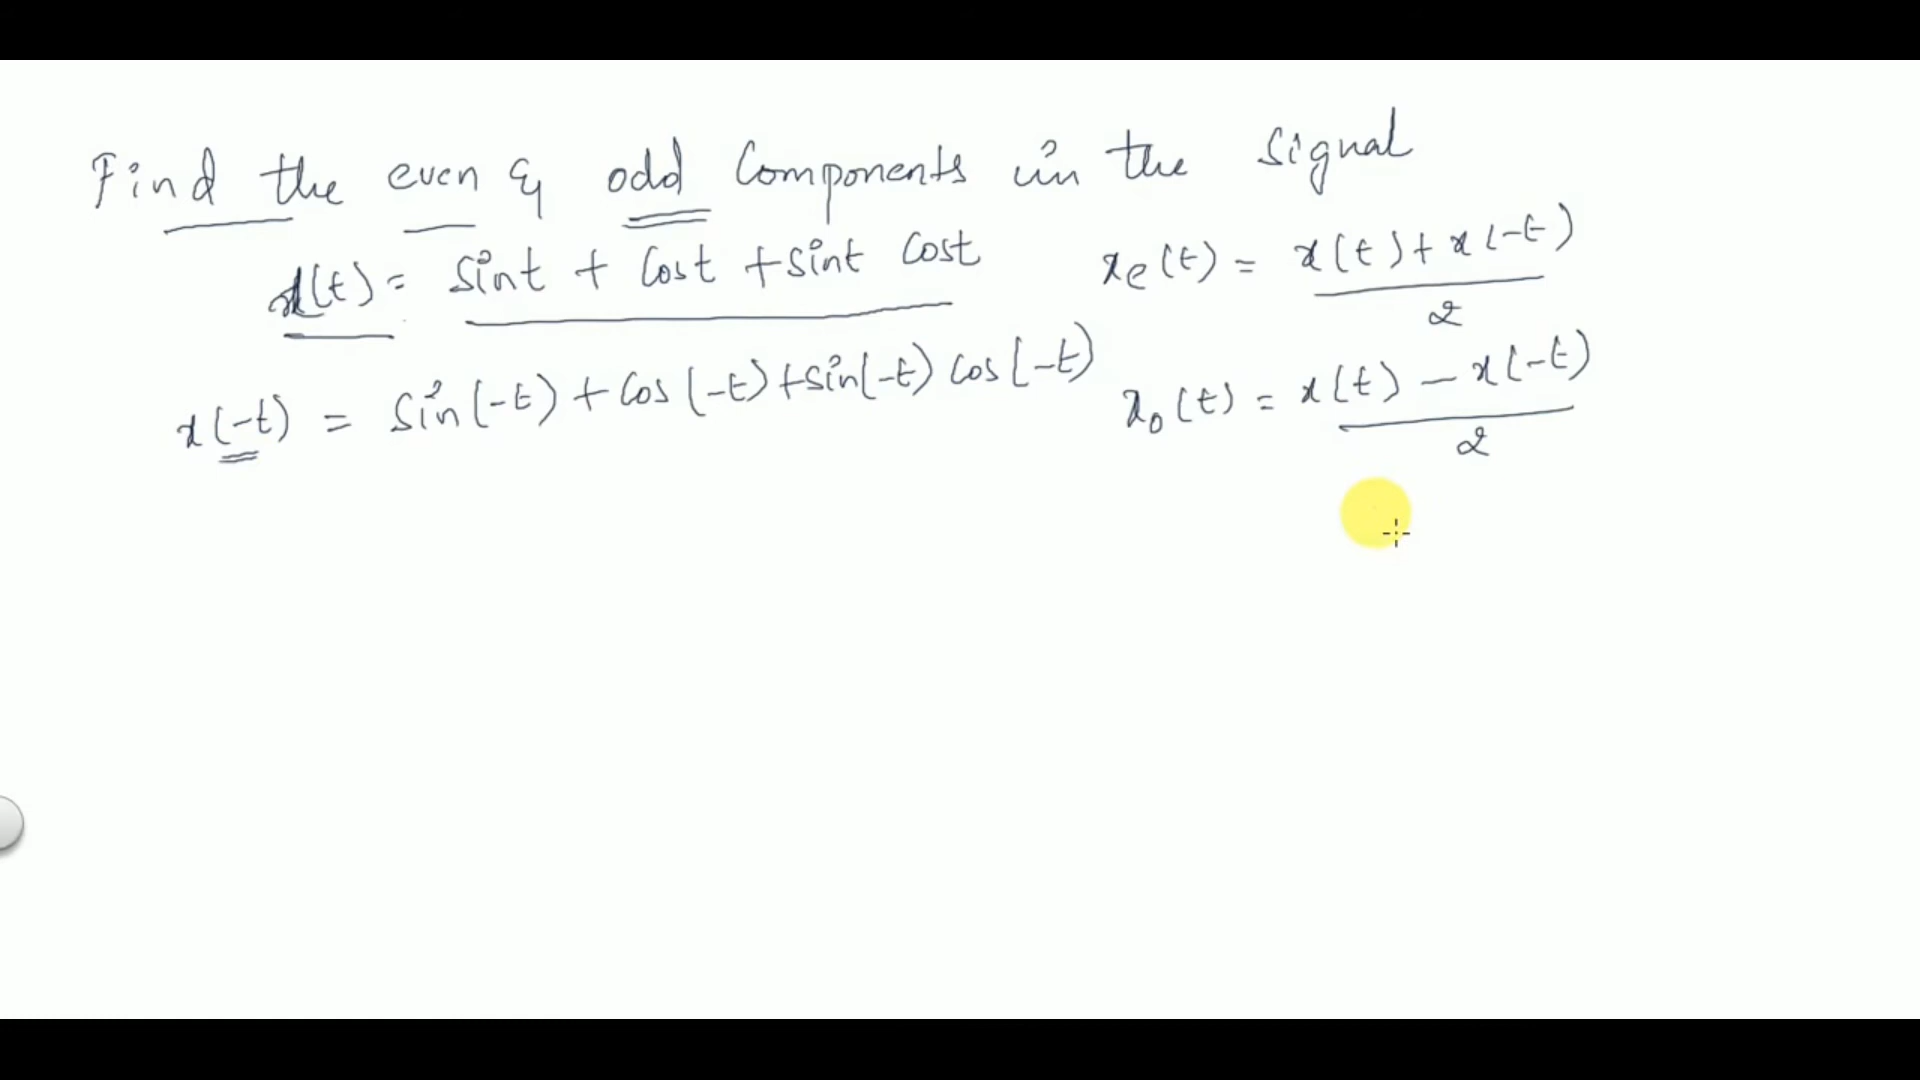 Find the even & odd Components in the Signal
x(t) = sint + Cost + sint Cost
x(-t) = sin(-t) + Cos(-t) + sin(-t) Cos(-t)
xe(t) = x(t) + x(-t) / 2
xo(t) = x(t) - x(-t) / 2